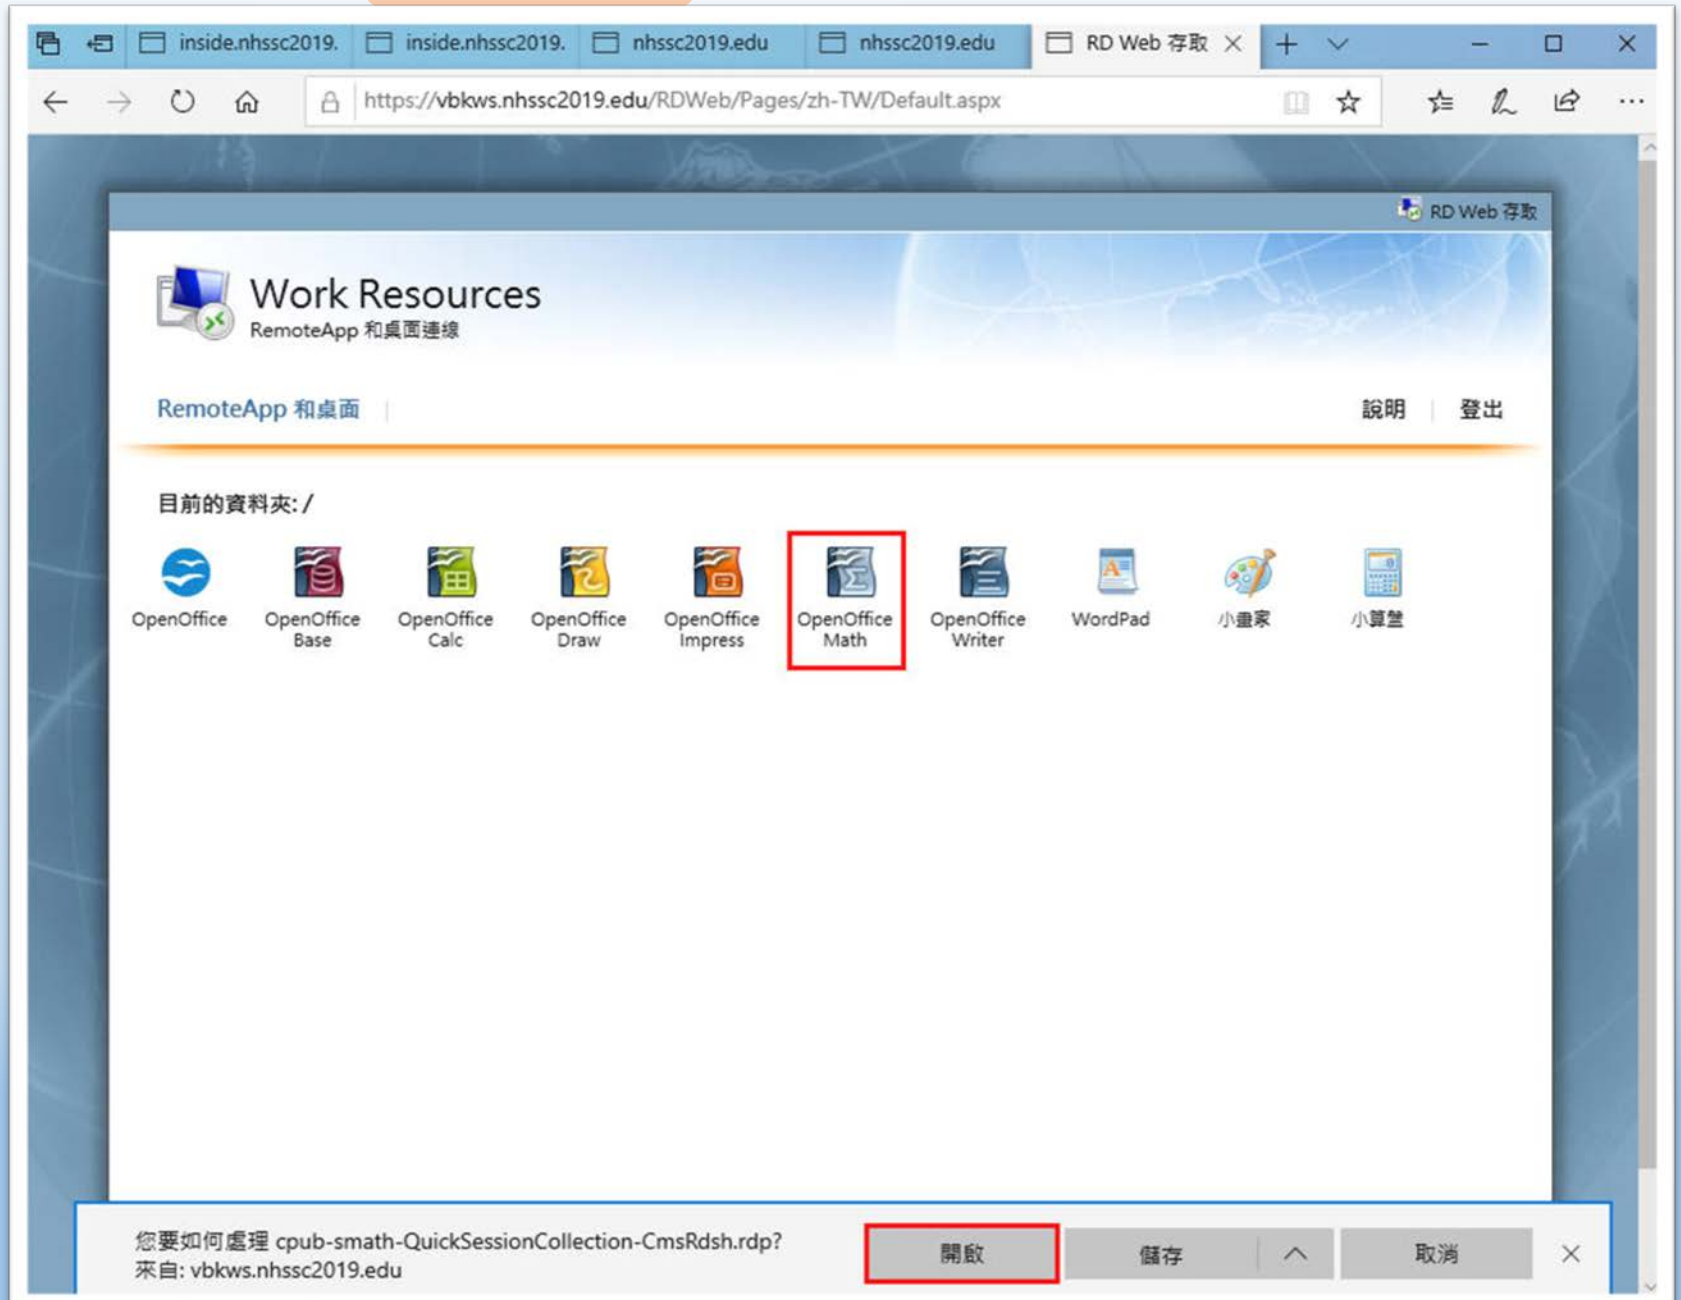 inside.nhssc2019. inside.nhssc2019. nhssc2019.edu nhssc2019.edu RD Web 存取
https://vbkws.nhssc2019.edu/RDWeb/Pages/zh-TW/Default.aspx
RD Web 存取
Work Resources
RemoteApp 和桌面連線
RemoteApp 和桌面 說明 登出
目前的資料夾: /
OpenOffice
OpenOffice Base
OpenOffice Calc
OpenOffice Draw
OpenOffice Impress
OpenOffice Math
OpenOffice Writer
WordPad
小畫家
小算盤
您要如何處理 cpub-smath-QuickSessionCollection-CmsRdsh.rdp?
來自: vbkws.nhssc2019.edu
開啟 儲存 取消